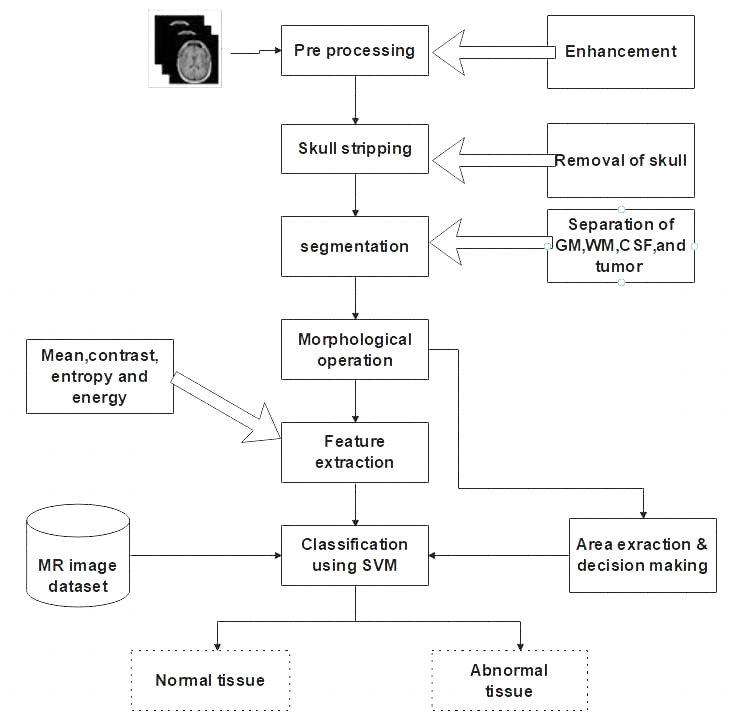 Pre processing
Enhancement
Skull stripping
Removal of skull
segmentation
Separation of
GM,WM,CSF,and
tumor
Morphological
operation
Mean,contrast,
entropy and
energy
Feature
extraction
MR image
dataset
Classification
using SVM
Area exraction &
decision making
Normal tissue
Abnormal
tissue